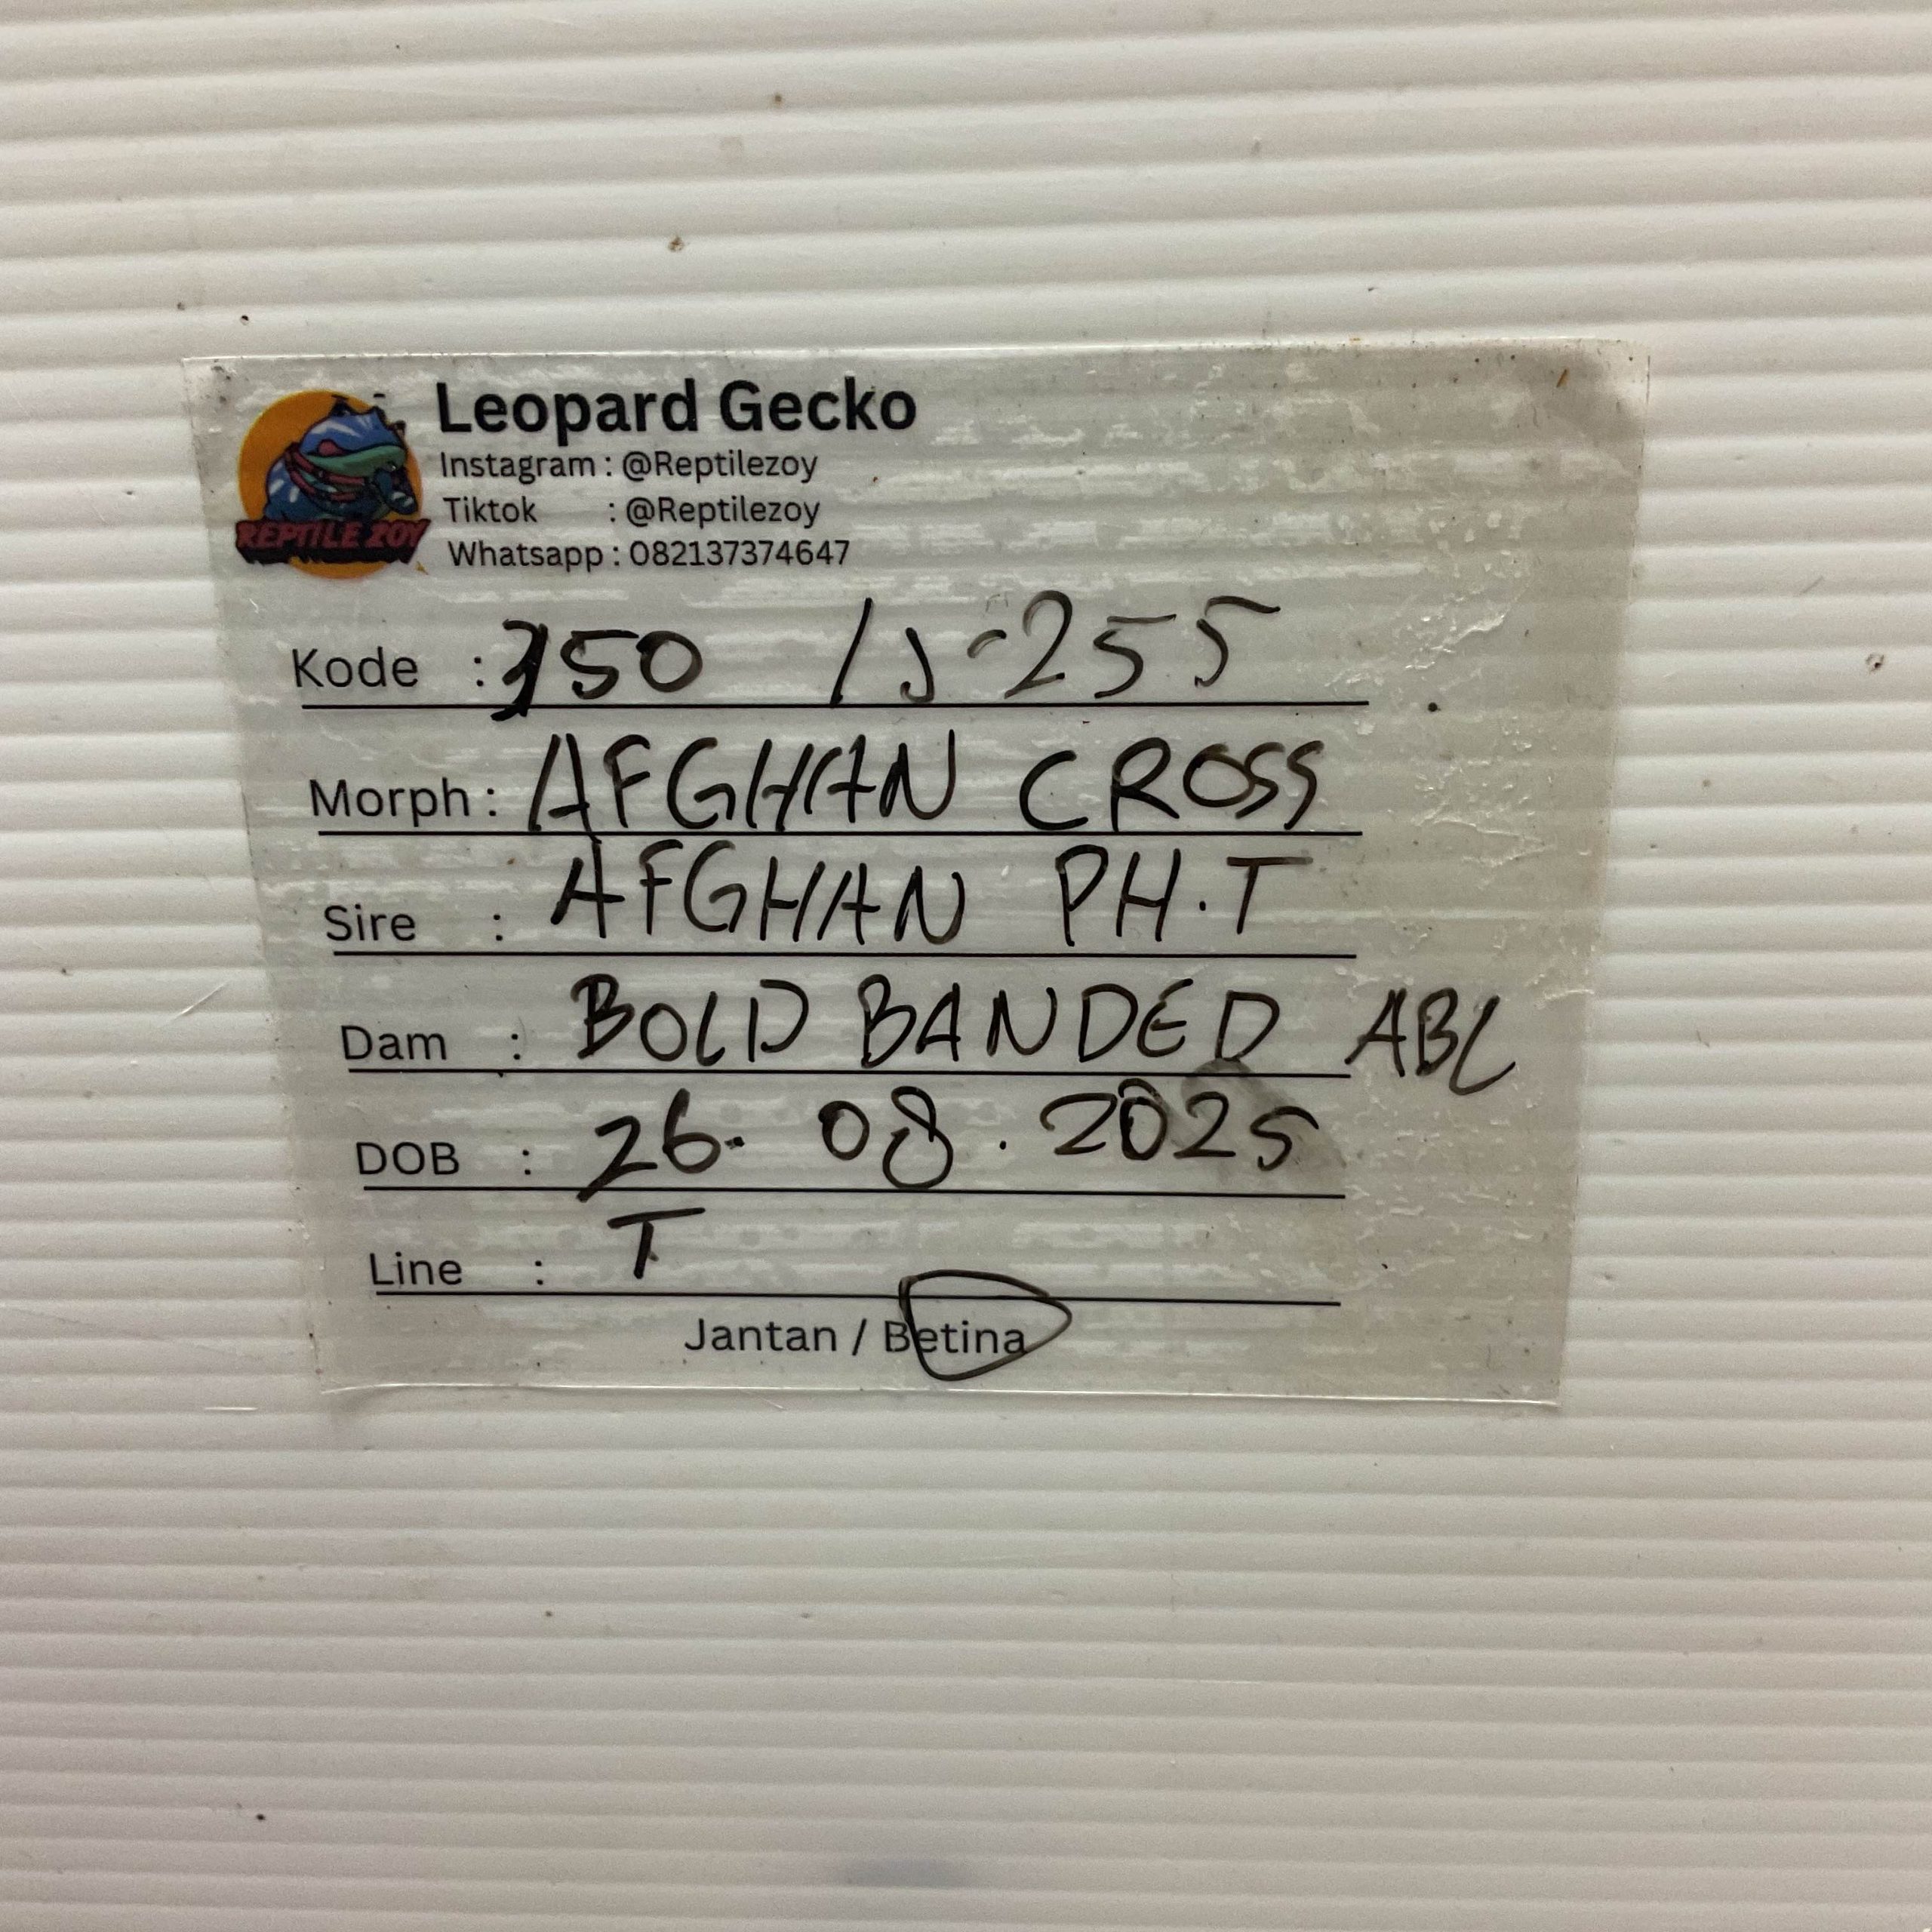 Leopard Gecko
Instagram : @Reptilezoy
Tiktok : @Reptilezoy
Whatsapp : 082137374647
REPTILE ZOY
Kode : 150 / J-255
Morph : AFGHAN CROSS
Sire : AFGHAN PH.T
Dam : BOLD BANDED ABL
DOB : 26. 08. 2025
Line : T
Jantan / Betina